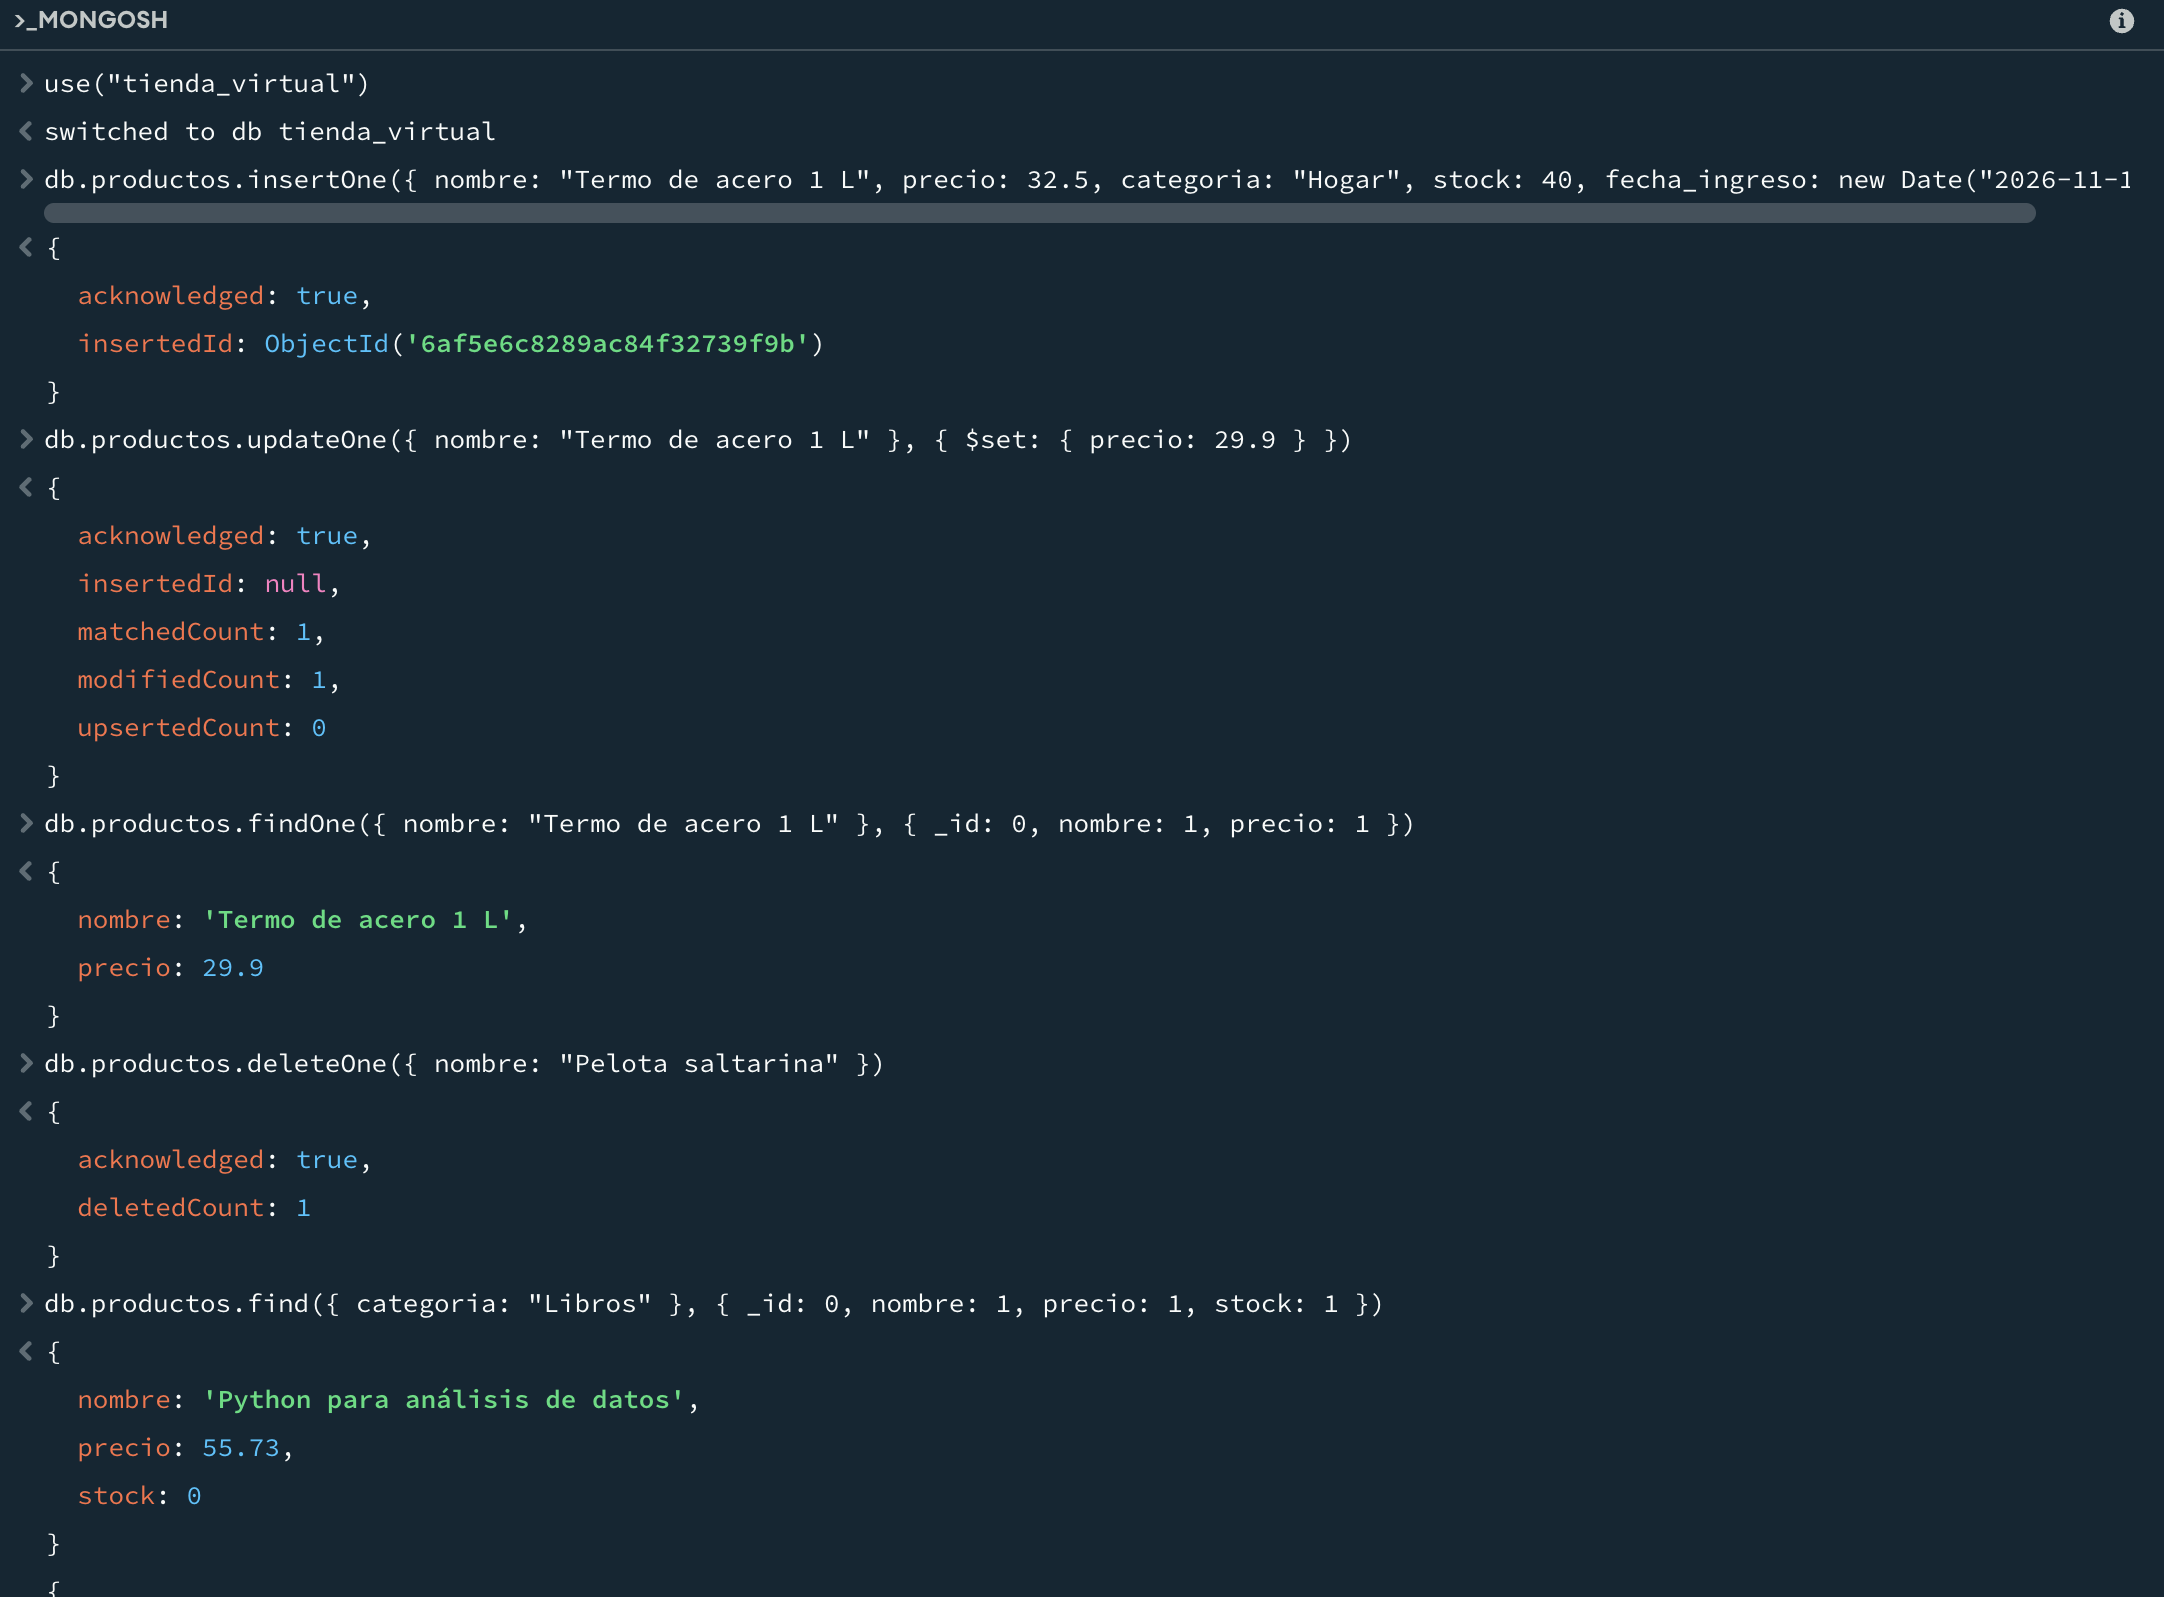 >_MONGOSH
> use("tienda_virtual")
< switched to db tienda_virtual
> db.productos.insertOne({ nombre: "Termo de acero 1 L", precio: 32.5, categoria: "Hogar", stock: 40, fecha_ingreso: new Date("2026-11-1
< {
acknowledged: true,
insertedId: ObjectId('6af5e6c8289ac84f32739f9b')
}
> db.productos.updateOne({ nombre: "Termo de acero 1 L" }, { $set: { precio: 29.9 } })
< {
acknowledged: true,
insertedId: null,
matchedCount: 1,
modifiedCount: 1,
upsertedCount: 0
}
> db.productos.findOne({ nombre: "Termo de acero 1 L" }, { _id: 0, nombre: 1, precio: 1 })
< {
nombre: 'Termo de acero 1 L',
precio: 29.9
}
> db.productos.deleteOne({ nombre: "Pelota saltarina" })
< {
acknowledged: true,
deletedCount: 1
}
> db.productos.find({ categoria: "Libros" }, { _id: 0, nombre: 1, precio: 1, stock: 1 })
< {
nombre: 'Python para análisis de datos',
precio: 55.73,
stock: 0
}
{